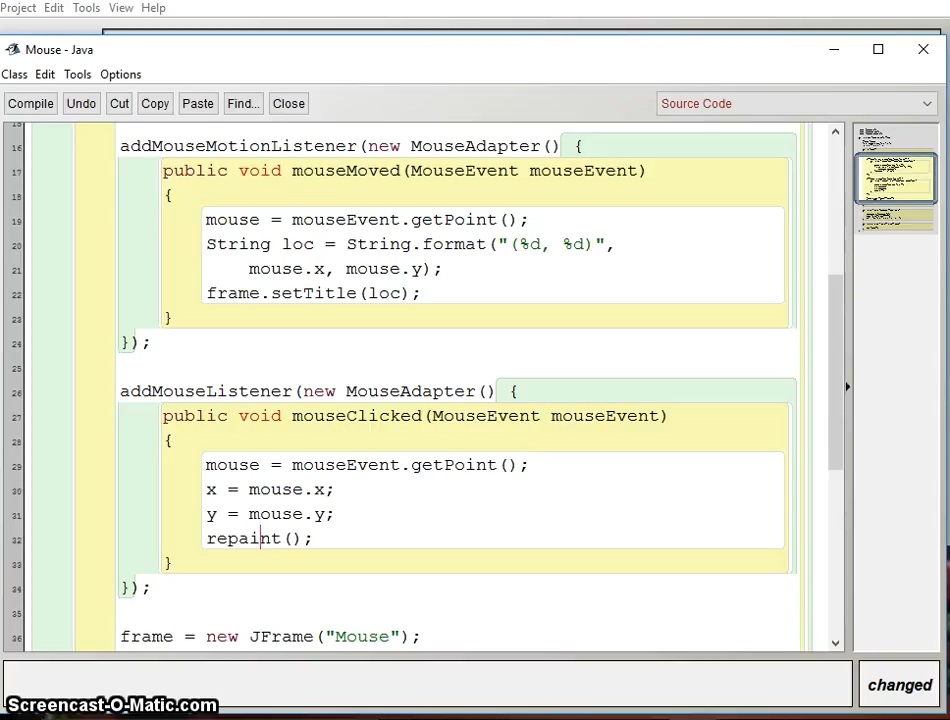 Project Edit Tools View Help
Mouse - Java
Class Edit Tools Options
Compile Undo Cut Copy Paste Find... Close Source Code
15
16 addMouseMotionListener(new MouseAdapter() {
17 public void mouseMoved(MouseEvent mouseEvent)
18 {
19 mouse = mouseEvent.getPoint();
20 String loc = String.format("(%d, %d)",
21 mouse.x, mouse.y);
22 frame.setTitle(loc);
23 }
24 });
25
26 addMouseListener(new MouseAdapter() {
27 public void mouseClicked(MouseEvent mouseEvent)
28 {
29 mouse = mouseEvent.getPoint();
30 x = mouse.x;
31 y = mouse.y;
32 repaint();
33 }
34 });
35
36 frame = new JFrame("Mouse");
changed
Screencast-O-Matic.com